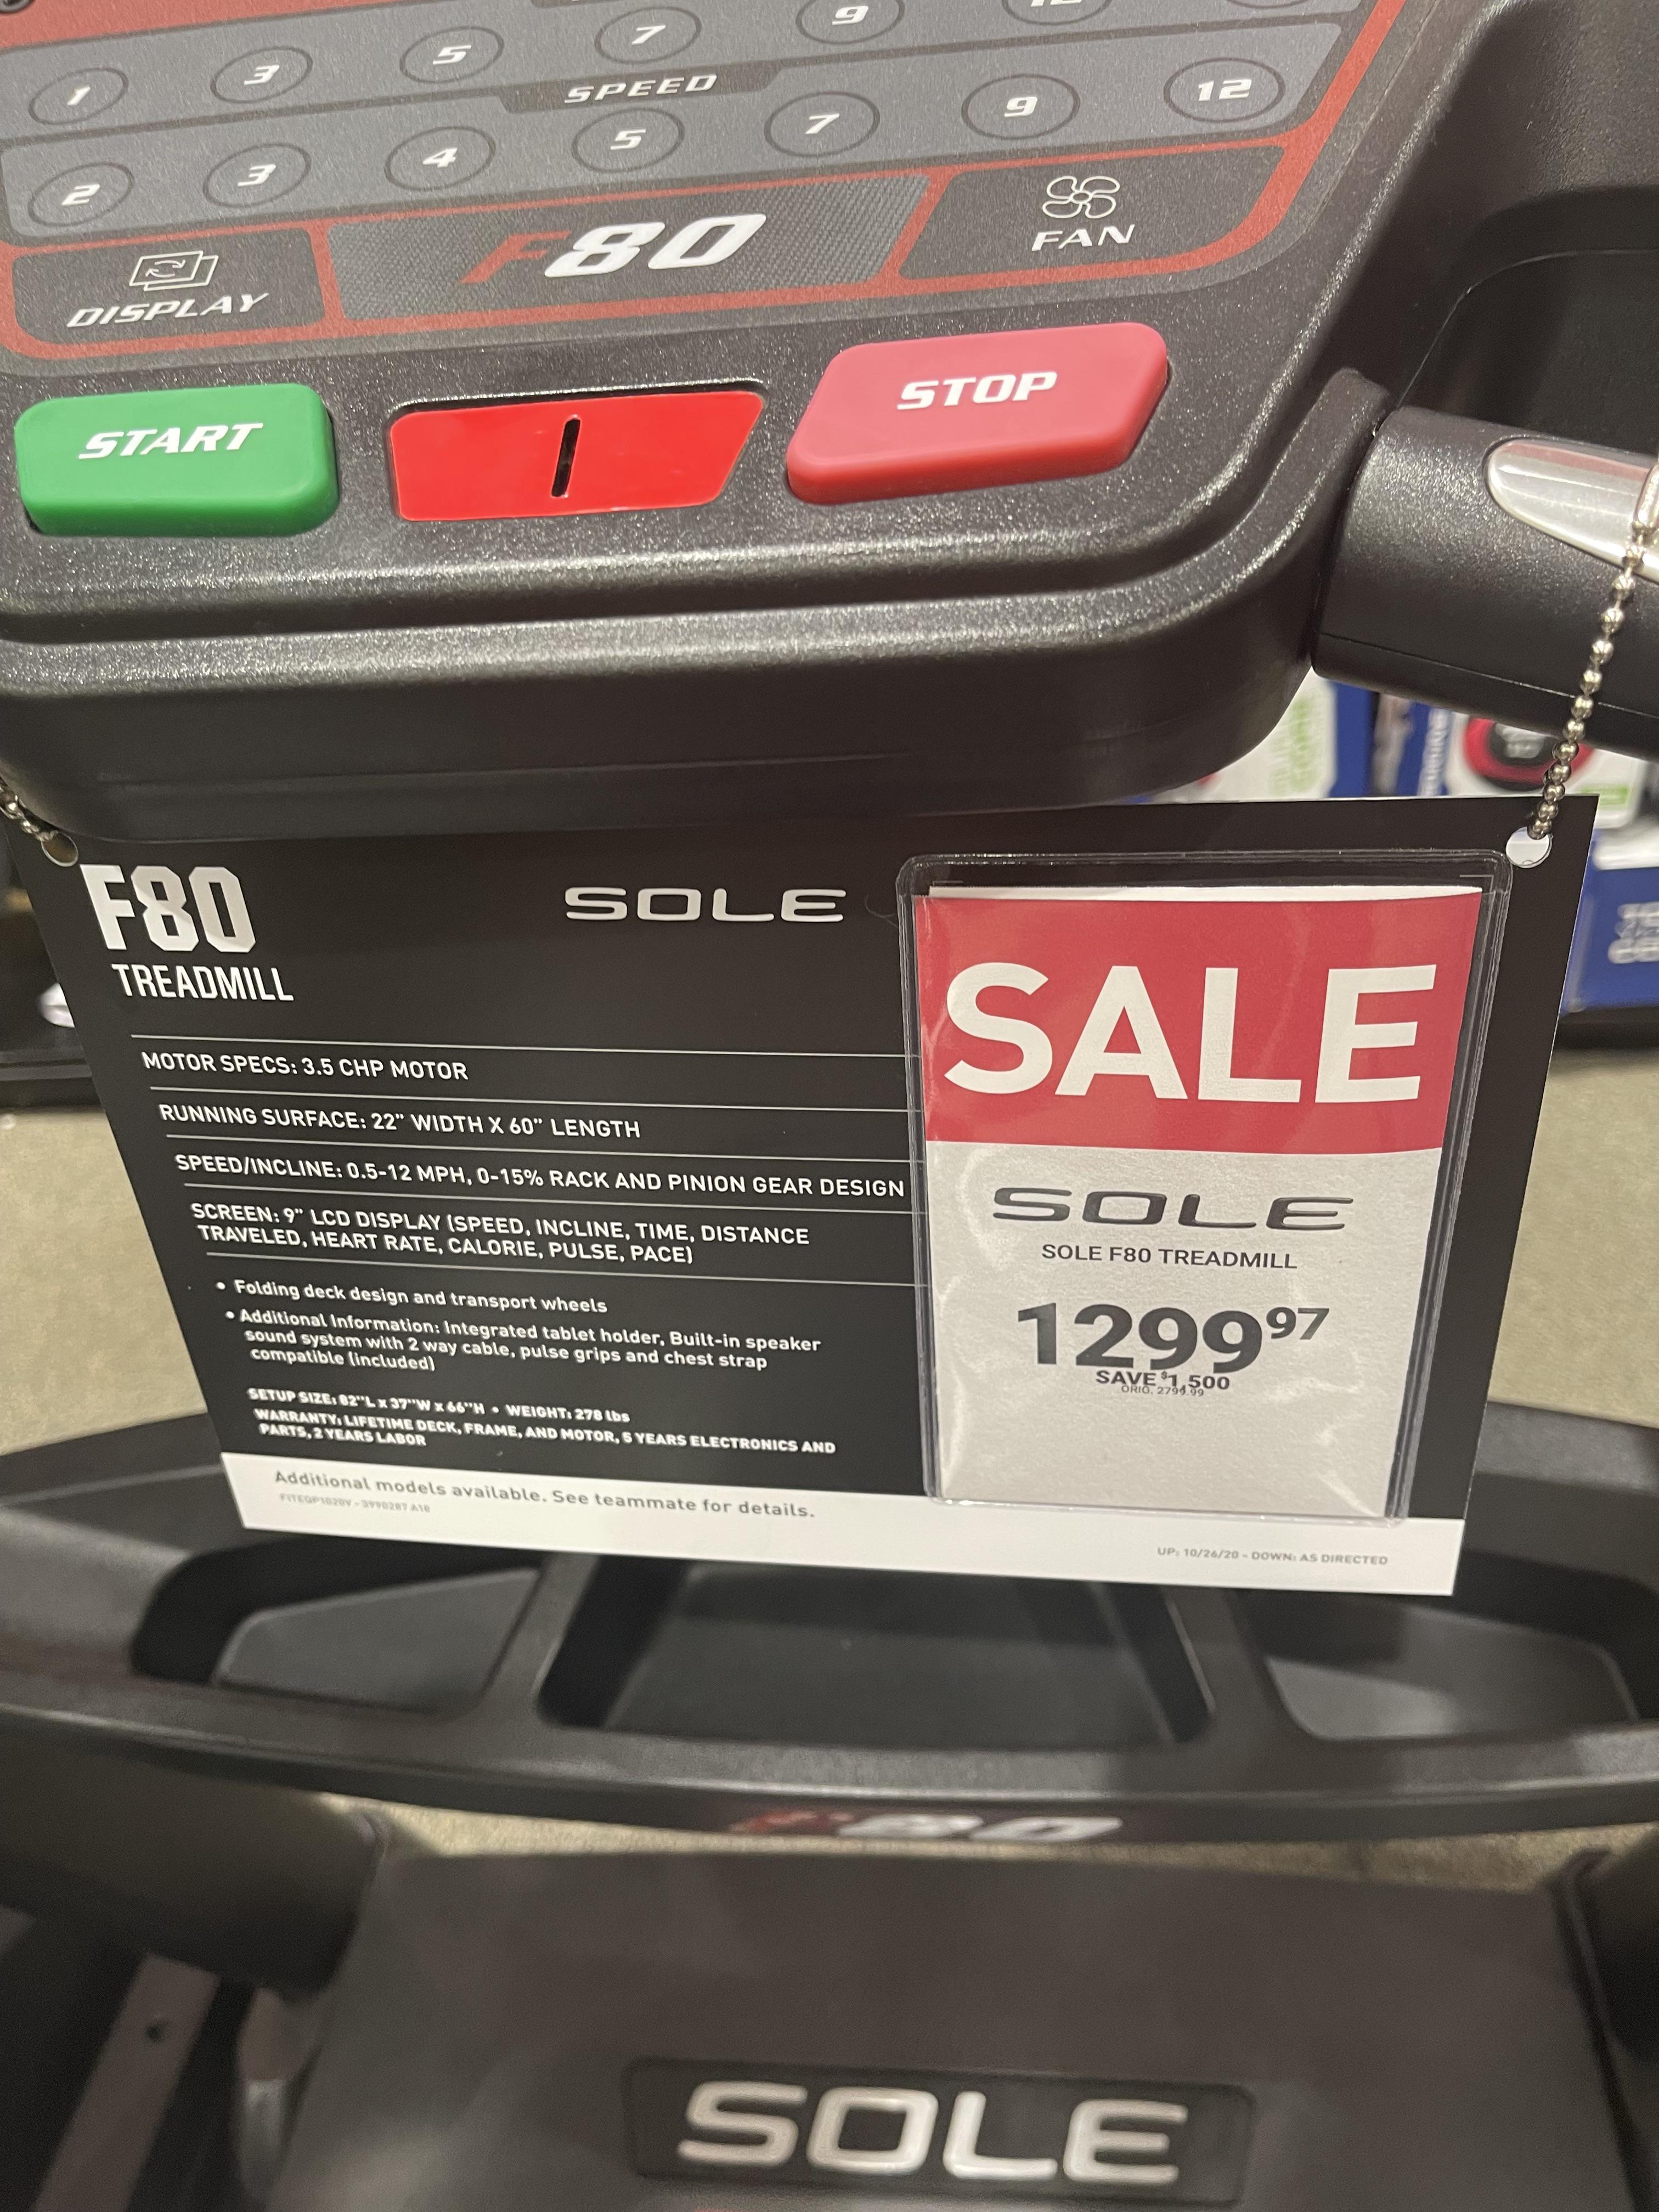 1 3 5 7 9
SPEED
2 3 4 5 7 9 12
DISPLAY
F80
FAN
START
STOP
F80
TREADMILL
SOLE
MOTOR SPECS: 3.5 CHP MOTOR
RUNNING SURFACE: 22" WIDTH X 60" LENGTH
SPEED/INCLINE: 0.5-12 MPH, 0-15% RACK AND PINION GEAR DESIGN
SCREEN: 9" LCD DISPLAY (SPEED, INCLINE, TIME, DISTANCE
TRAVELED, HEART RATE, CALORIE, PULSE, PACE)
• Folding deck design and transport wheels
• Additional Information: Integrated tablet holder, Built-in speaker
sound system with 2 way cable, pulse grips and chest strap
compatible (included)
SETUP SIZE: 82"L x 37"W x 66"H • WEIGHT: 278 lbs
WARRANTY: LIFETIME DECK, FRAME, AND MOTOR, 5 YEARS ELECTRONICS AND
PARTS, 2 YEARS LABOR
Additional models available. See teammate for details.
FITEQP1020V - 3990287 A18
UP: 10/26/20 - DOWN: AS DIRECTED
SALE
SOLE
SOLE F80 TREADMILL
129997
SAVE $1,500
ORIG. 2799.99
F80
SOLE